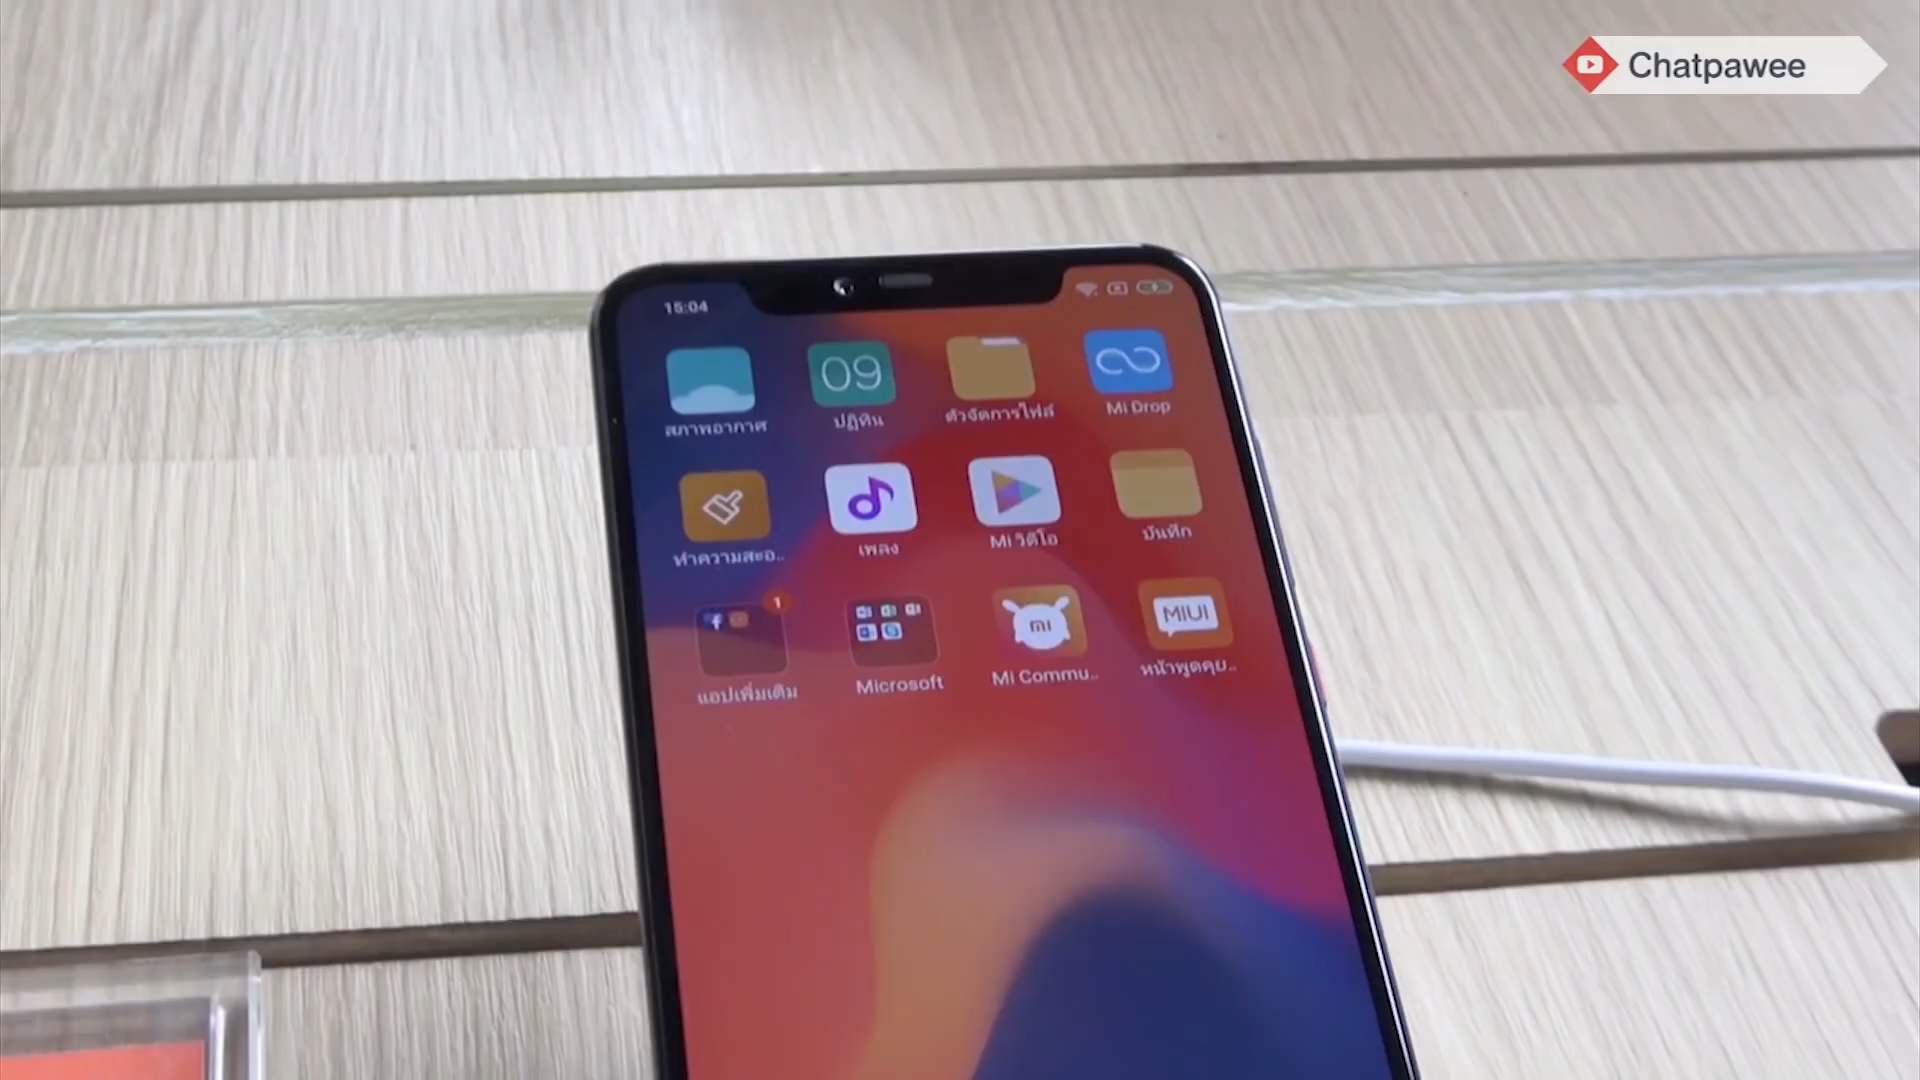 Chatpawee
15:04
09
สภาพอากาศ
ปฏิทิน
ตัวจัดการไฟล์
Mi Drop
ทำความสะอ..
เพลง
Mi วิดีโอ
บันทึก
1
mi
MIUI
แอปเพิ่มเติม
Microsoft
Mi Commu..
หน้าพูดคุย..